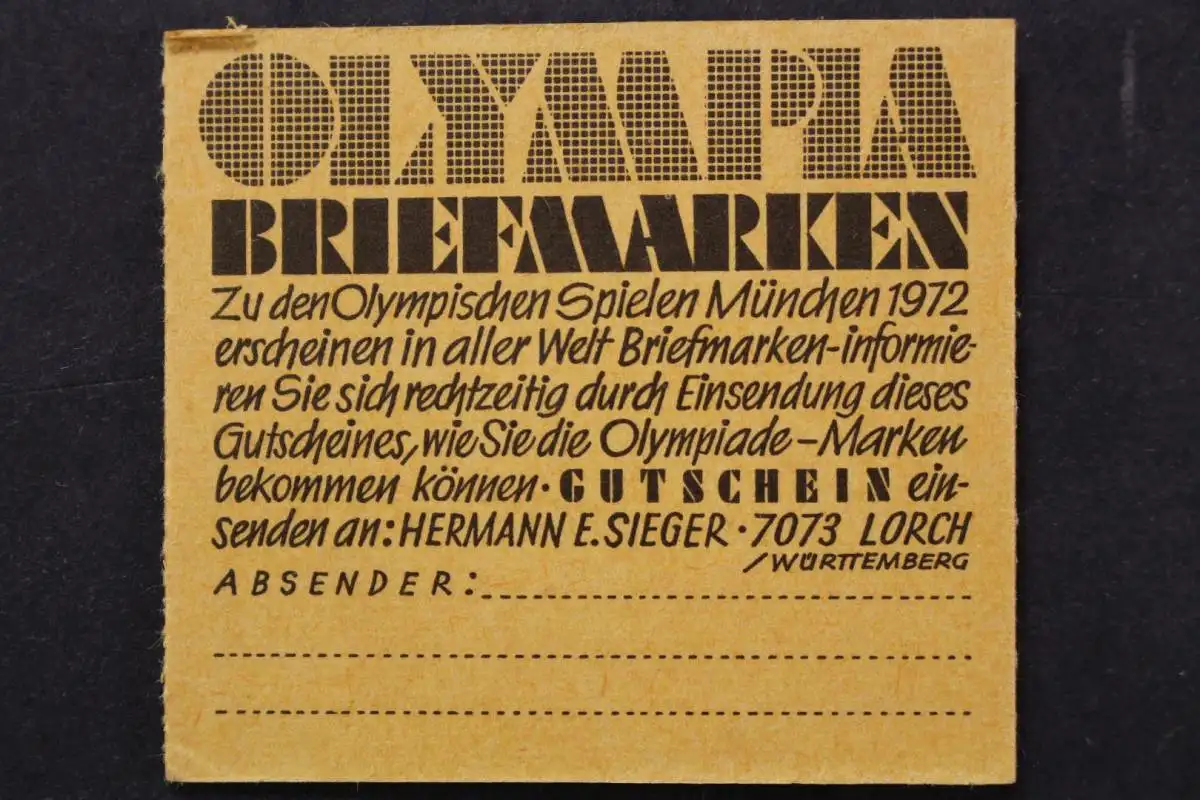 OLYMPIA
BRIEFMARKEN
Zu den Olympischen Spielen München 1972
erscheinen in aller Welt Briefmarken-informie-
ren Sie sich rechtzeitig durch Einsendung dieses
Gutscheines, wie Sie die Olympiade-Marken
bekommen können · GUTSCHEIN ein-
senden an: HERMANN E. SIEGER · 7073 LORCH
/WÜRTTEMBERG
ABSENDER: